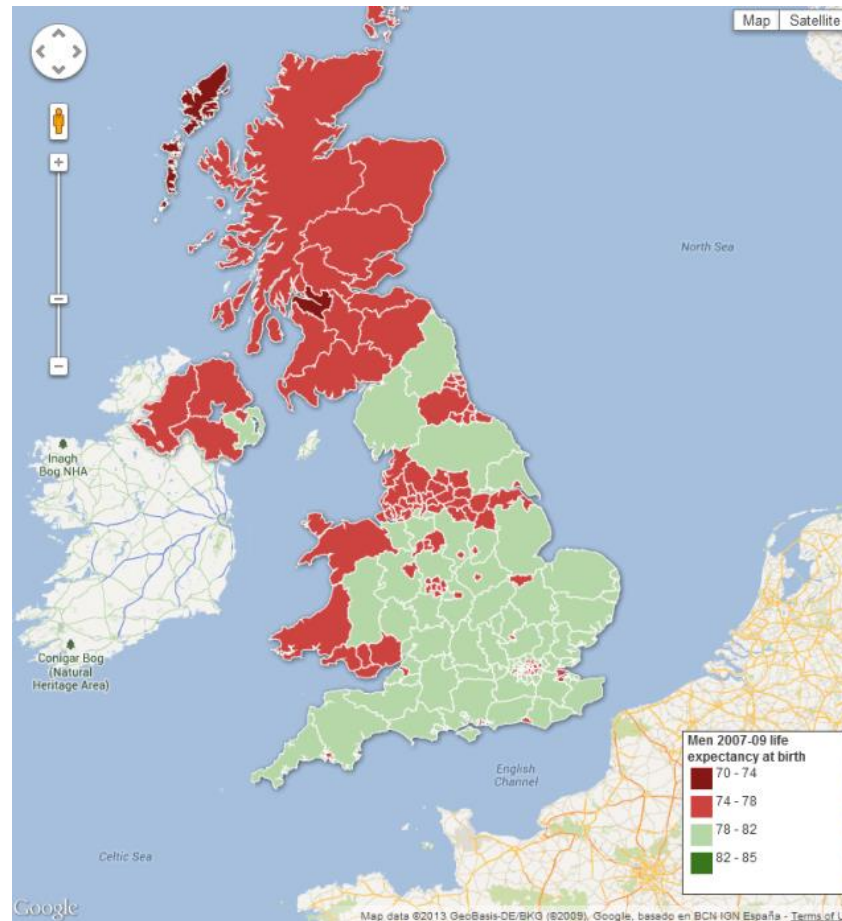 Map
Satellite
North Sea
Inagh
Bog NHA
Conigar Bog
(Natural
Heritage Area)
English
Channel
Celtic Sea
Men 2007-09 life
expectancy at birth
70 - 74
74 - 78
78 - 82
82 - 85
Google
Map data ©2013 GeoBasis-DE/BKG (©2009), Google, basado en BCN IGN España - Terms of U